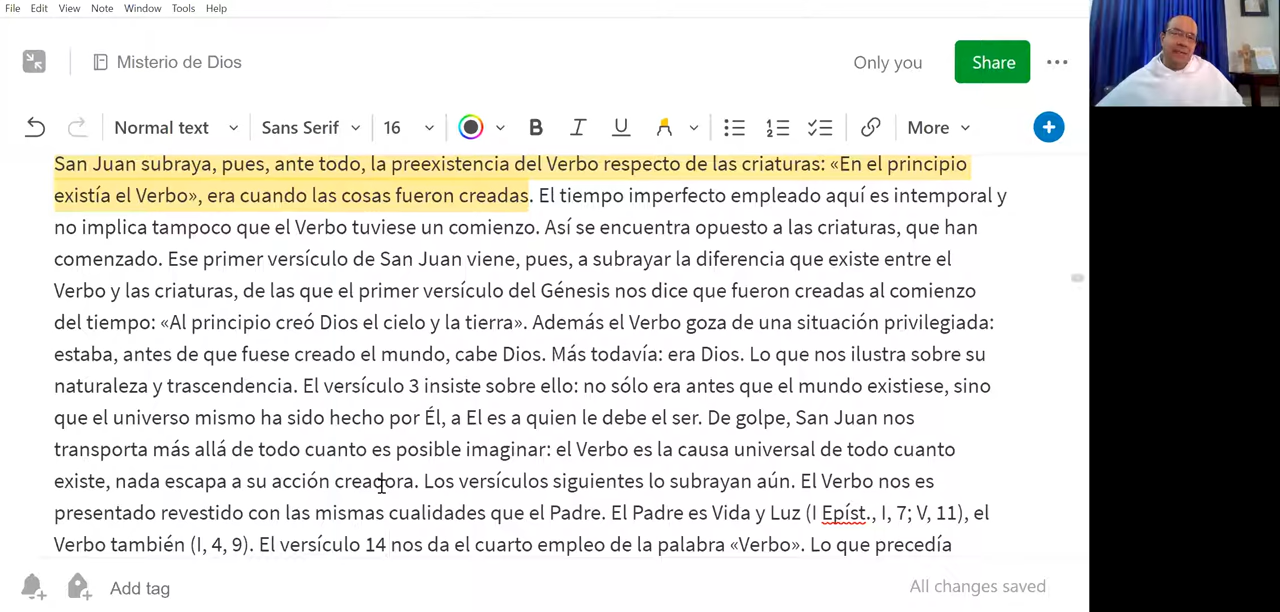 File Edit View Note Window Tools Help
Misterio de Dios
Only you
Share
Normal text
Sans Serif
16
B I U
More
San Juan subraya, pues, ante todo, la preexistencia del Verbo respecto de las criaturas: «En el principio
existía el Verbo», era cuando las cosas fueron creadas. El tiempo imperfecto empleado aquí es intemporal y
no implica tampoco que el Verbo tuviese un comienzo. Así se encuentra opuesto a las criaturas, que han
comenzado. Ese primer versículo de San Juan viene, pues, a subrayar la diferencia que existe entre el
Verbo y las criaturas, de las que el primer versículo del Génesis nos dice que fueron creadas al comienzo
del tiempo: «Al principio creó Dios el cielo y la tierra». Además el Verbo goza de una situación privilegiada:
estaba, antes de que fuese creado el mundo, cabe Dios. Más todavía: era Dios. Lo que nos ilustra sobre su
naturaleza y trascendencia. El versículo 3 insiste sobre ello: no sólo era antes que el mundo existiese, sino
que el universo mismo ha sido hecho por Él, a El es a quien le debe el ser. De golpe, San Juan nos
transporta más allá de todo cuanto es posible imaginar: el Verbo es la causa universal de todo cuanto
existe, nada escapa a su acción creadora. Los versículos siguientes lo subrayan aún. El Verbo nos es
presentado revestido con las mismas cualidades que el Padre. El Padre es Vida y Luz (I Epíst., I, 7; V, 11), el
Verbo también (I, 4, 9). El versículo 14 nos da el cuarto empleo de la palabra «Verbo». Lo que precedía
Add tag
All changes saved